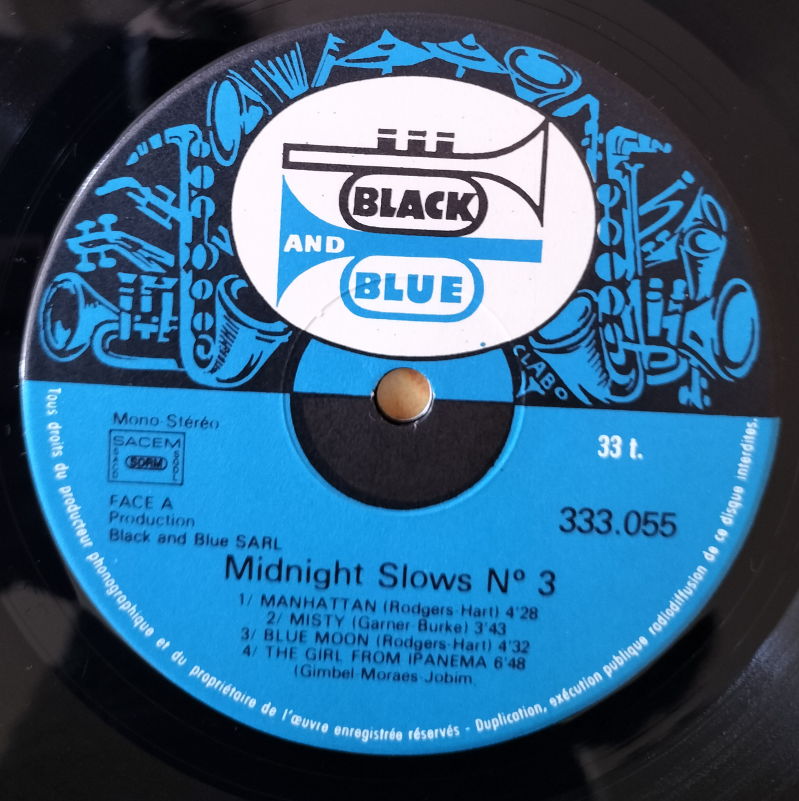 BLACK
AND
BLUE
CLABO
Mono-Stéréo
SACEM
SACD SDRM SGDL
33 t.
FACE A
Production
Black and Blue SARL
333.055
Midnight Slows Nº 3
1/ MANHATTAN (Rodgers-Hart) 4'28
2/ MISTY (Garner-Burke) 3'43
3/ BLUE MOON (Rodgers-Hart) 4'32
4/ THE GIRL FROM IPANEMA 6'48
(Gimbel-Moraes-Jobim.
Tous droits du producteur phonographique et du propriétaire de l'œuvre enregistrée réservés - Duplication, exécution publique radiodiffusion de ce disque interdites.